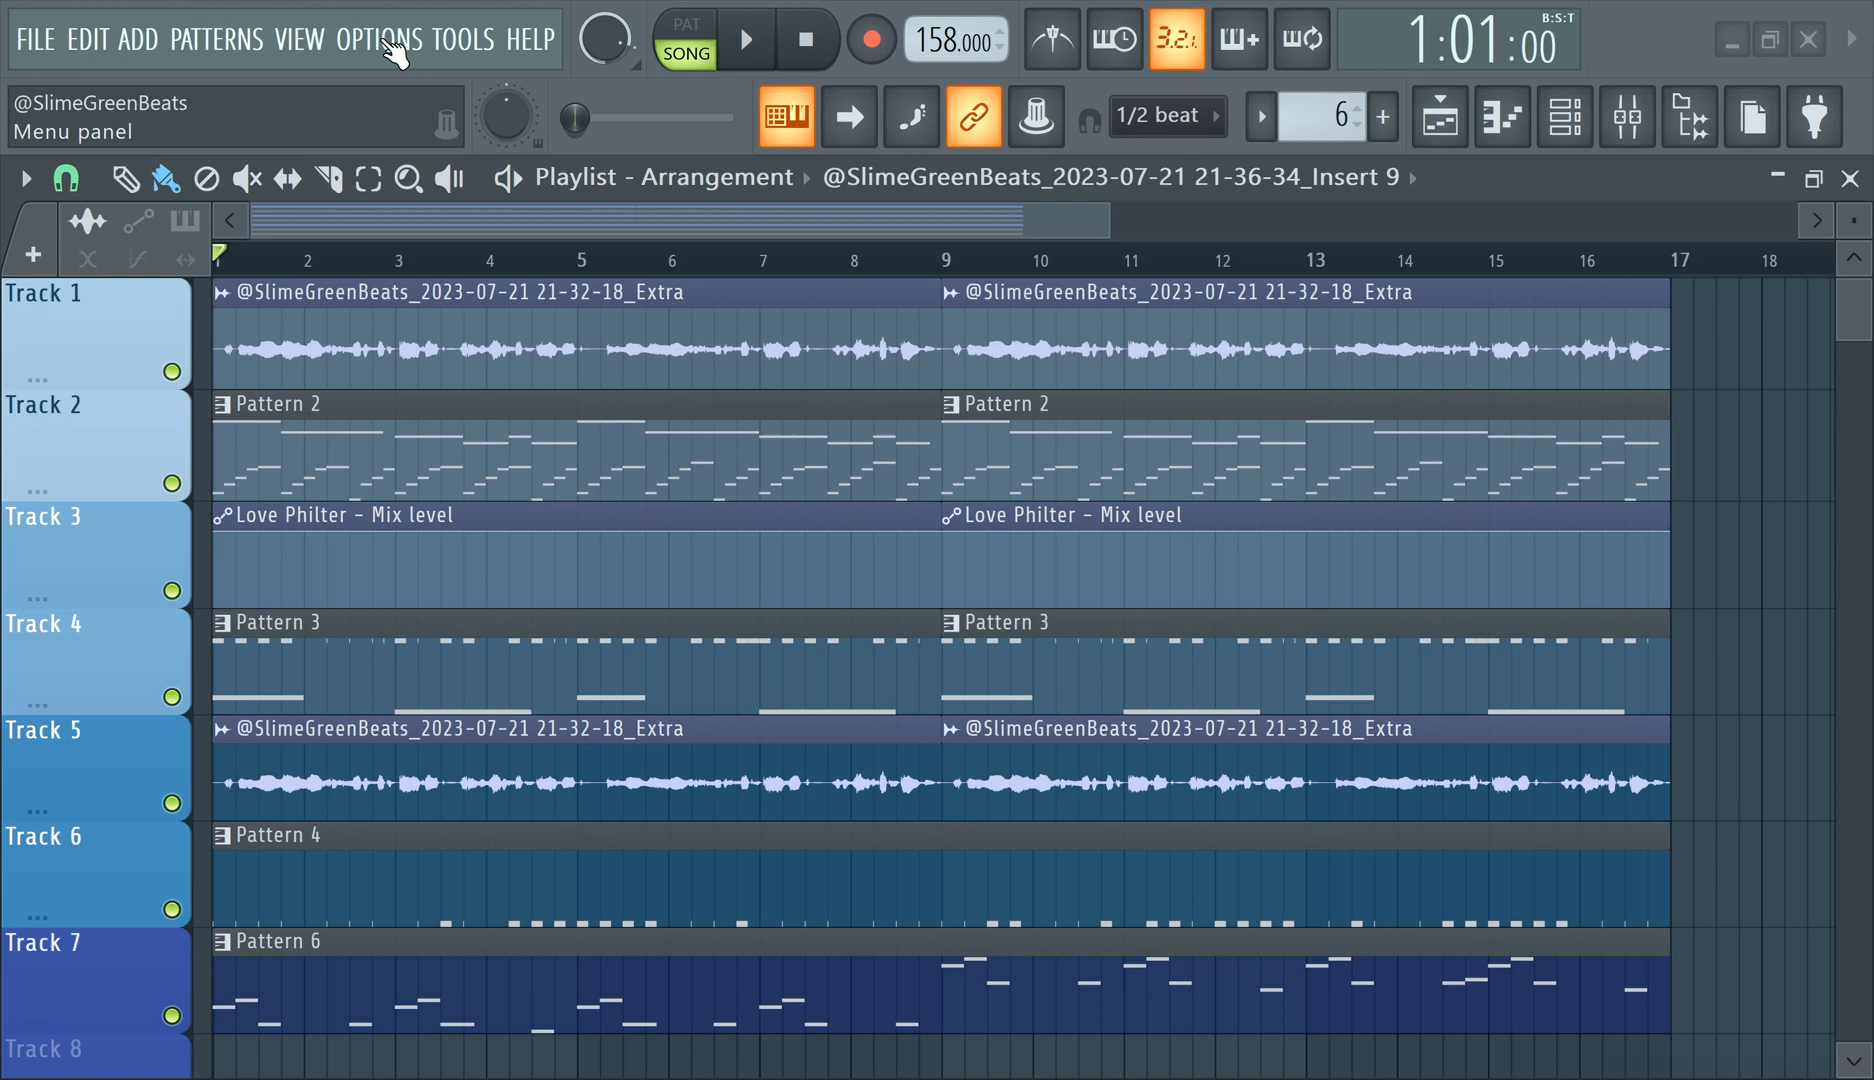 FILE EDIT ADD PATTERNS VIEW OPTIONS TOOLS HELP
PAT
SONG
158.000
3.2.1
B:S:T
1:01:00
@SlimeGreenBeats
Menu panel
1/2 beat
6
Playlist - Arrangement
@SlimeGreenBeats_2023-07-21 21-36-34_Insert 9
1 2 3 4 5 6 7 8 9 10 11 12 13 14 15 16 17 18
Track 1
@SlimeGreenBeats_2023-07-21 21-32-18_Extra
@SlimeGreenBeats_2023-07-21 21-32-18_Extra
Track 2
Pattern 2
Pattern 2
Track 3
Love Philter - Mix level
Love Philter - Mix level
Track 4
Pattern 3
Pattern 3
Track 5
@SlimeGreenBeats_2023-07-21 21-32-18_Extra
@SlimeGreenBeats_2023-07-21 21-32-18_Extra
Track 6
Pattern 4
Track 7
Pattern 6
Track 8